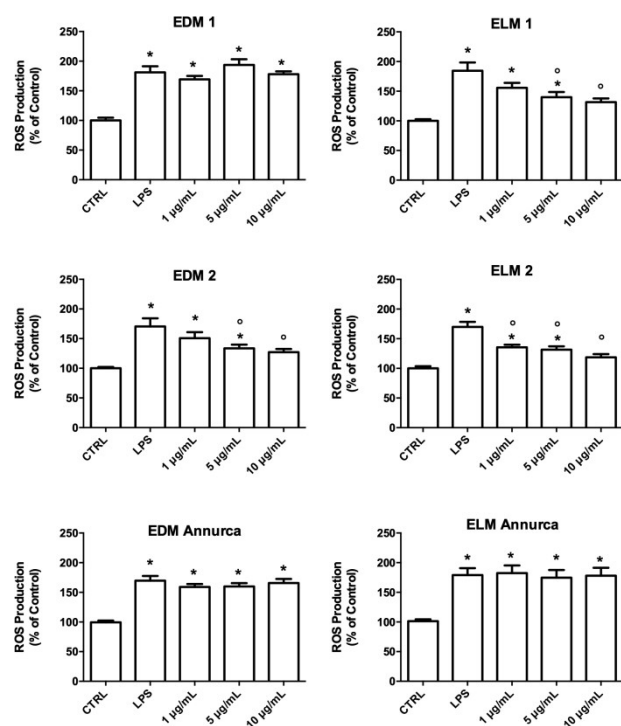 EDM 1
ROS Production
(% of Control)
250
200
150
100
50
0
* * * *
CTRL LPS 1 µg/mL 5 µg/mL 10 µg/mL
ELM 1
ROS Production
(% of Control)
250
200
150
100
50
0
* * ° * °
CTRL LPS 1 µg/mL 5 µg/mL 10 µg/mL
EDM 2
ROS Production
(% of Control)
250
200
150
100
50
0
* * ° * °
CTRL LPS 1 µg/mL 5 µg/mL 10 µg/mL
ELM 2
ROS Production
(% of Control)
250
200
150
100
50
0
* ° * ° * °
CTRL LPS 1 µg/mL 5 µg/mL 10 µg/mL
EDM Annurca
ROS Production
(% of Control)
250
200
150
100
50
0
* * * *
CTRL LPS 1 µg/mL 5 µg/mL 10 µg/mL
ELM Annurca
ROS Production
(% of Control)
250
200
150
100
50
0
* * * *
CTRL LPS 1 µg/mL 5 µg/mL 10 µg/mL